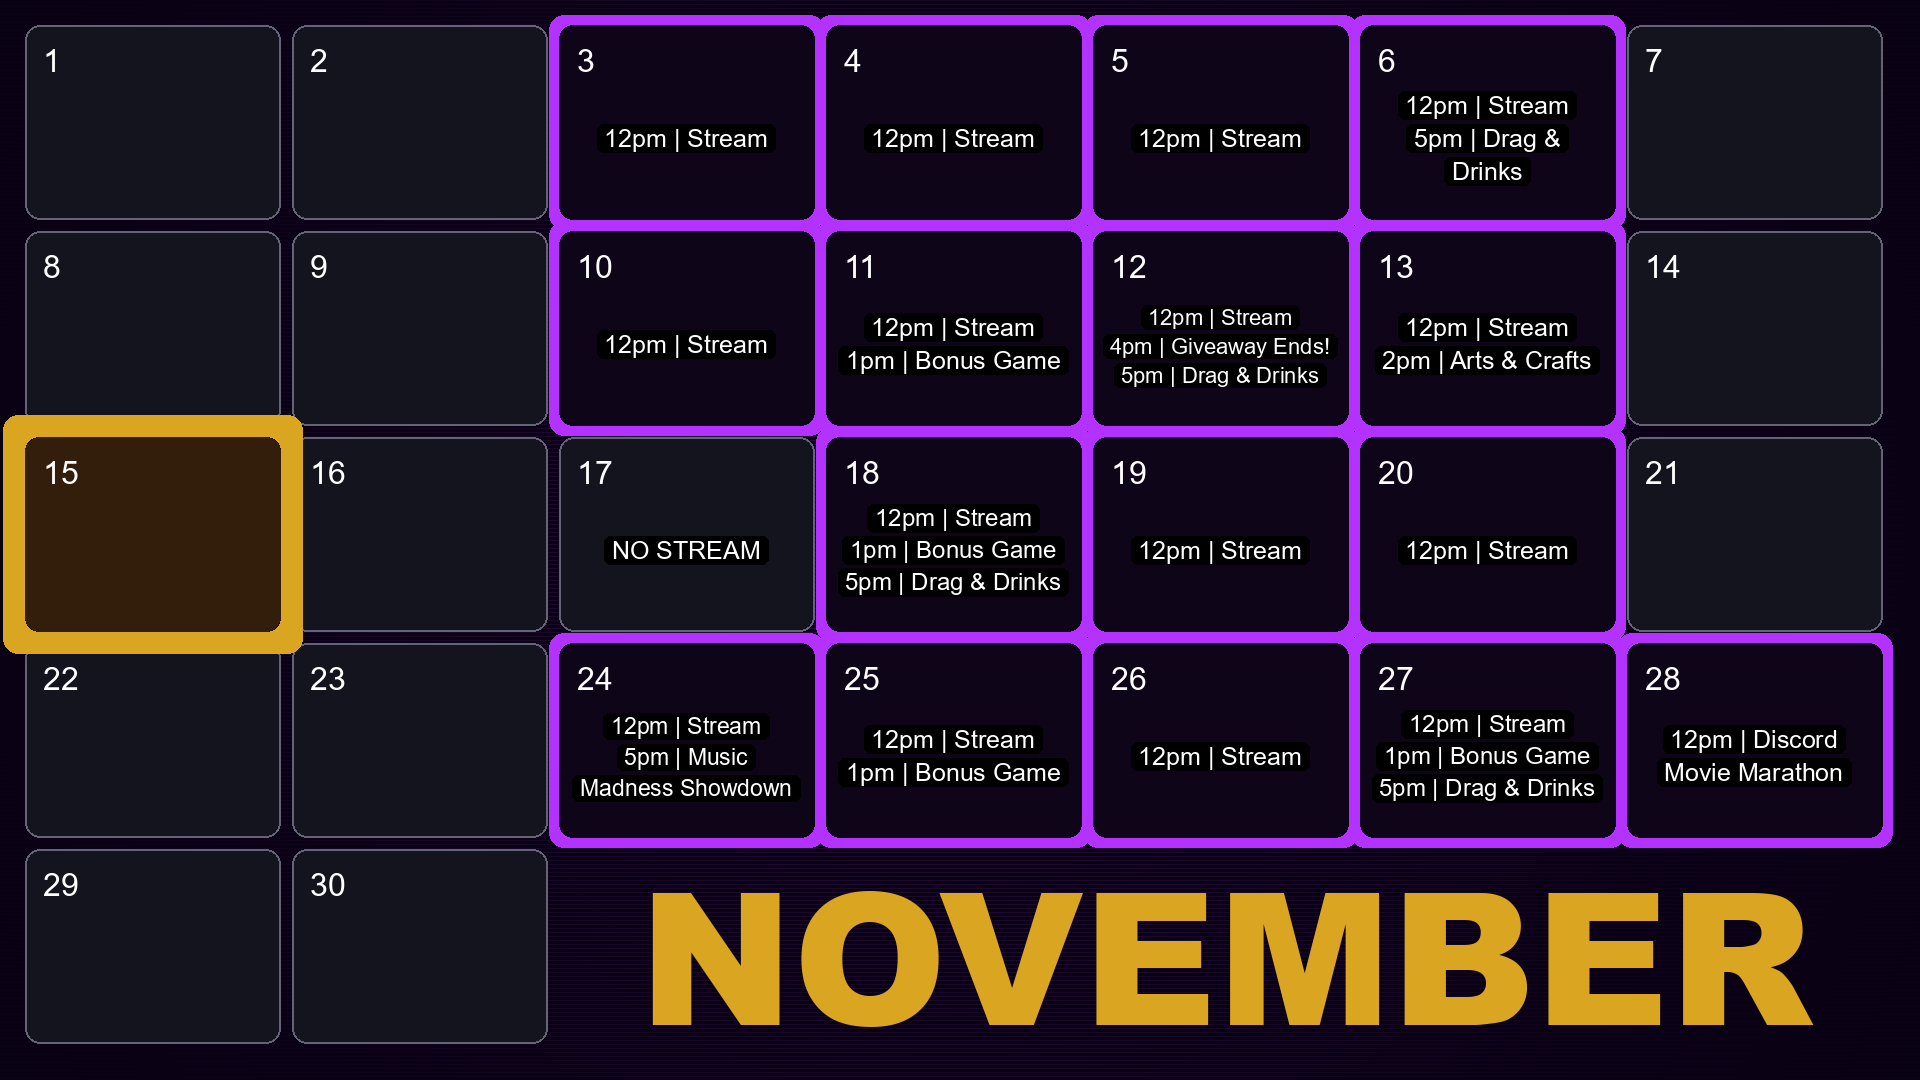 1
2
3
12pm | Stream
4
12pm | Stream
5
12pm | Stream
6
12pm | Stream
5pm | Drag &
Drinks
7
8
9
10
12pm | Stream
11
12pm | Stream
1pm | Bonus Game
12
12pm | Stream
4pm | Giveaway Ends!
5pm | Drag & Drinks
13
12pm | Stream
2pm | Arts & Crafts
14
15
16
17
NO STREAM
18
12pm | Stream
1pm | Bonus Game
5pm | Drag & Drinks
19
12pm | Stream
20
12pm | Stream
21
22
23
24
12pm | Stream
5pm | Music
Madness Showdown
25
12pm | Stream
1pm | Bonus Game
26
12pm | Stream
27
12pm | Stream
1pm | Bonus Game
5pm | Drag & Drinks
28
12pm | Discord
Movie Marathon
29
30
NOVEMBER